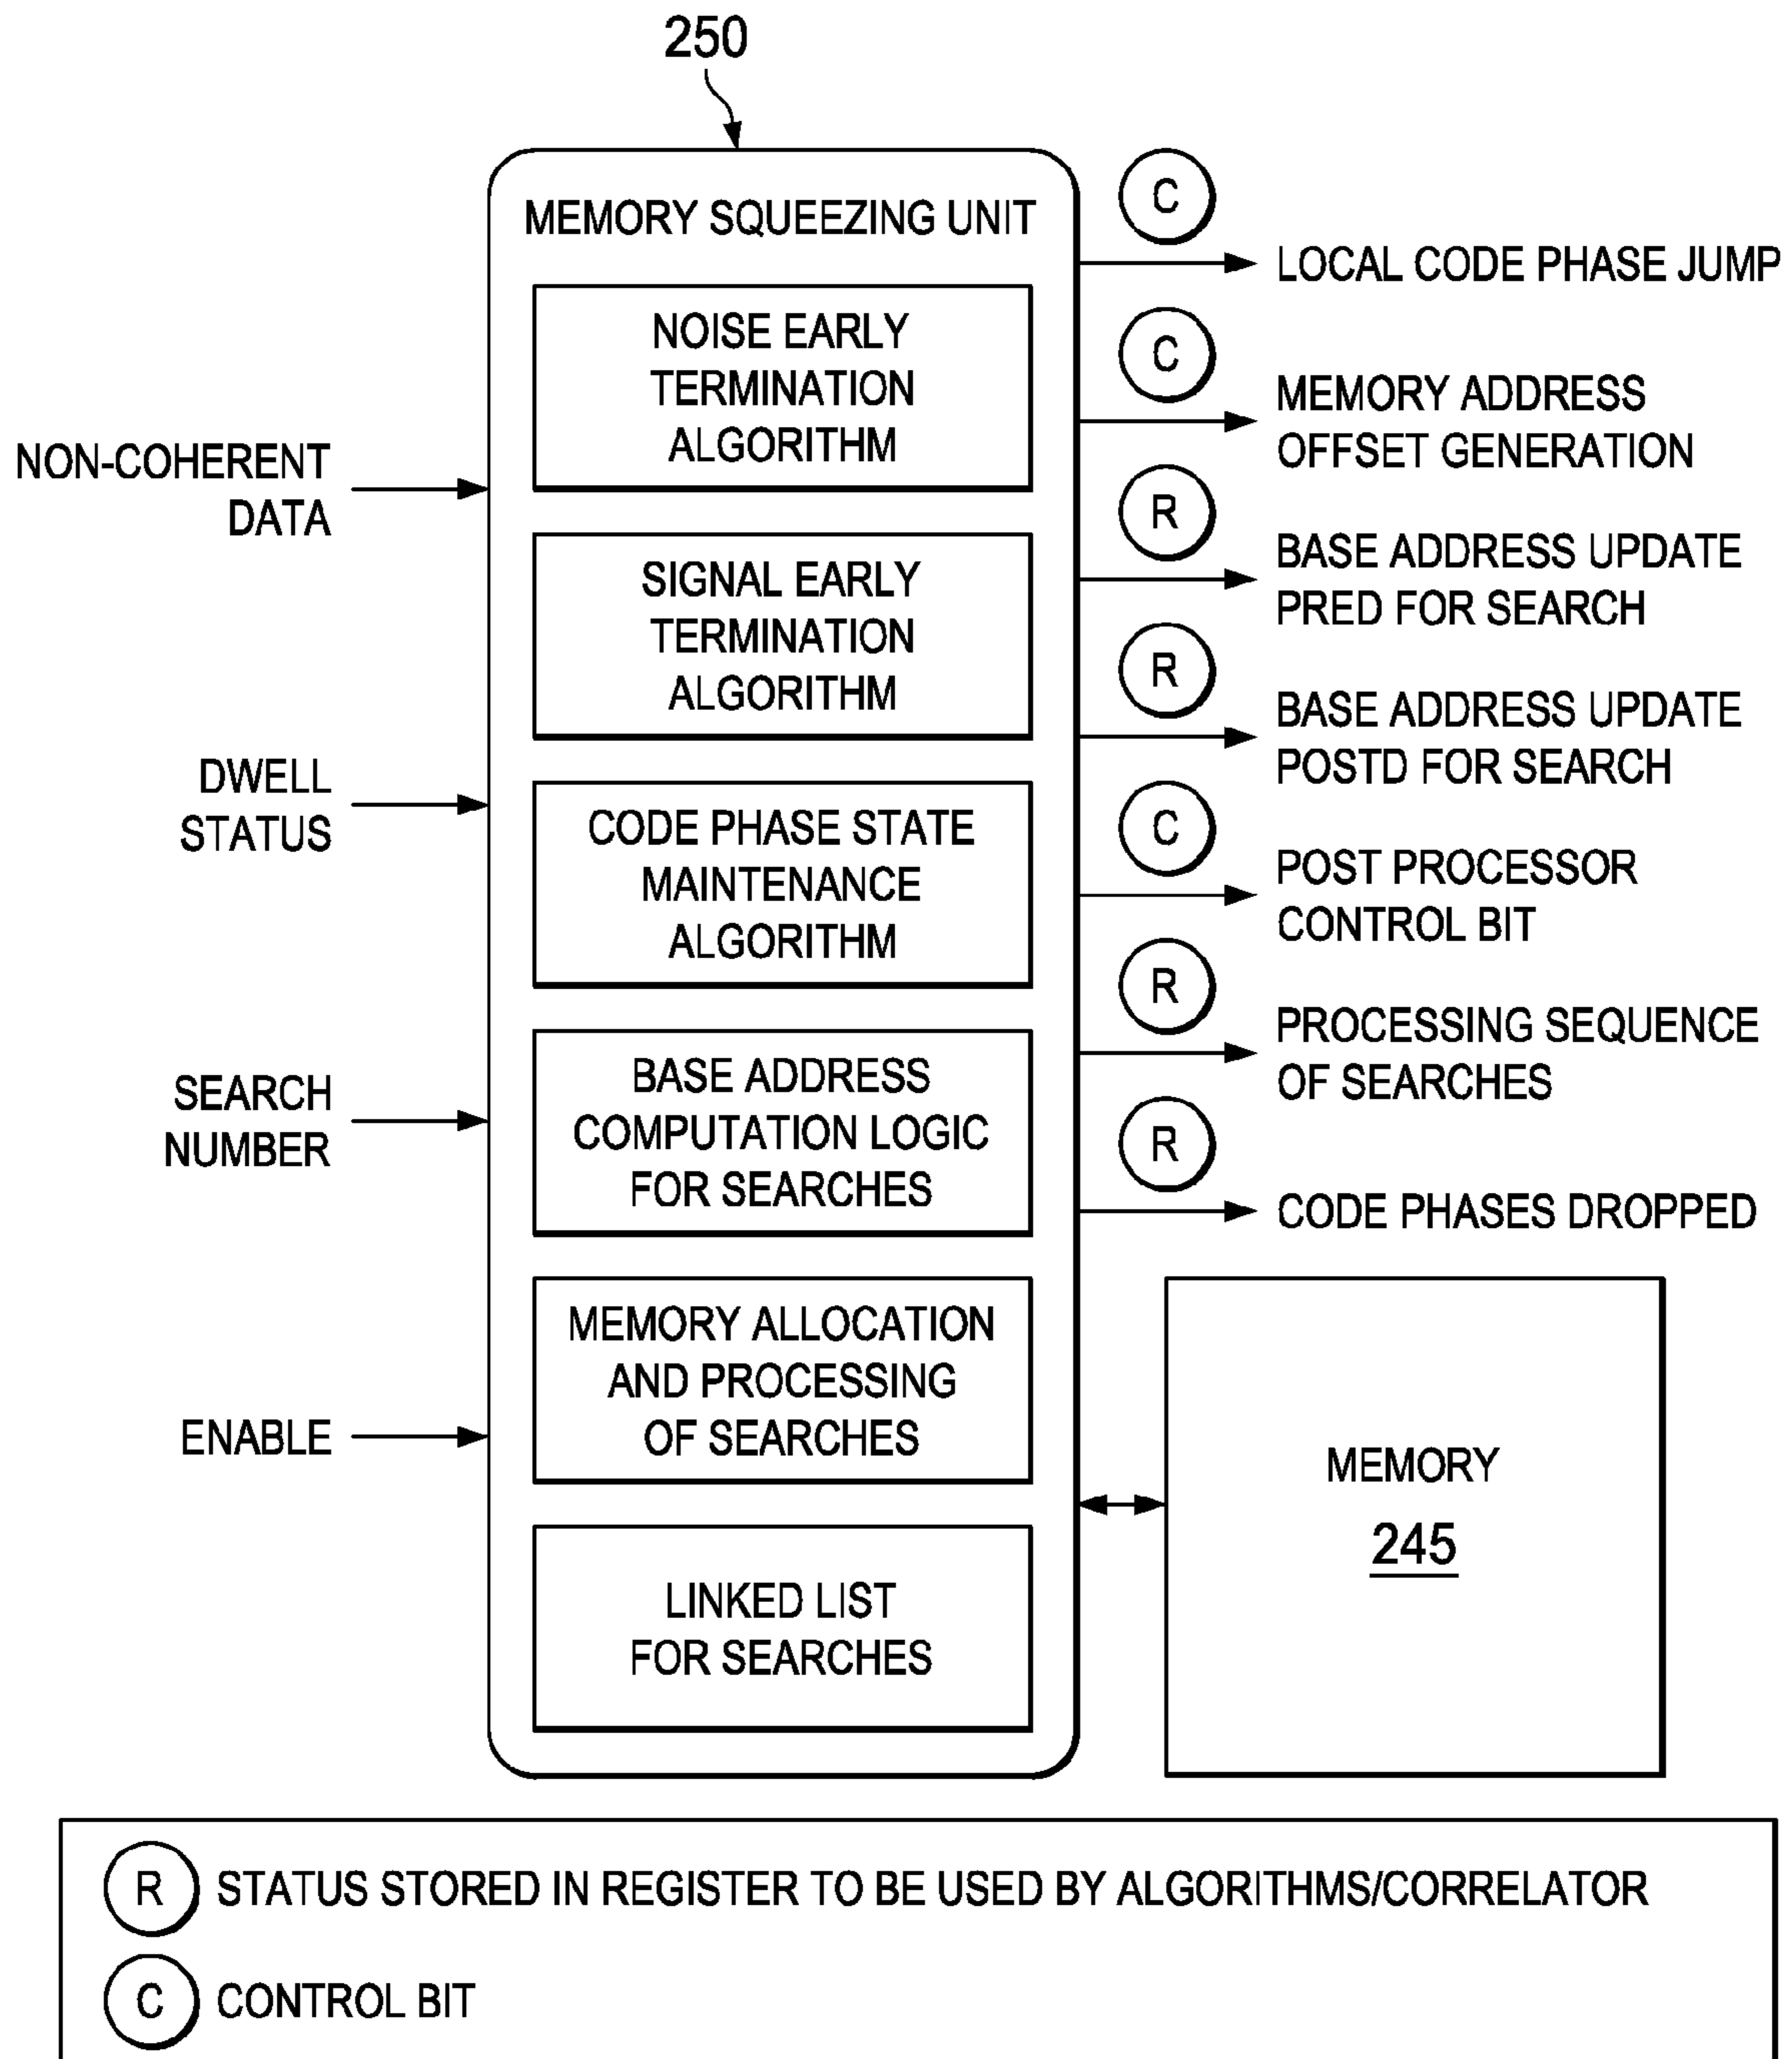 250
MEMORY SQUEEZING UNIT
NOISE EARLY
TERMINATION
ALGORITHM
SIGNAL EARLY
TERMINATION
ALGORITHM
CODE PHASE STATE
MAINTENANCE
ALGORITHM
BASE ADDRESS
COMPUTATION LOGIC
FOR SEARCHES
MEMORY ALLOCATION
AND PROCESSING
OF SEARCHES
LINKED LIST
FOR SEARCHES
NON-COHERENT
DATA
DWELL
STATUS
SEARCH
NUMBER
ENABLE
C
LOCAL CODE PHASE JUMP
C
MEMORY ADDRESS
OFFSET GENERATION
R
BASE ADDRESS UPDATE
PRED FOR SEARCH
R
BASE ADDRESS UPDATE
POSTD FOR SEARCH
C
POST PROCESSOR
CONTROL BIT
R
PROCESSING SEQUENCE
OF SEARCHES
R
CODE PHASES DROPPED
MEMORY
245
R STATUS STORED IN REGISTER TO BE USED BY ALGORITHMS/CORRELATOR
C CONTROL BIT